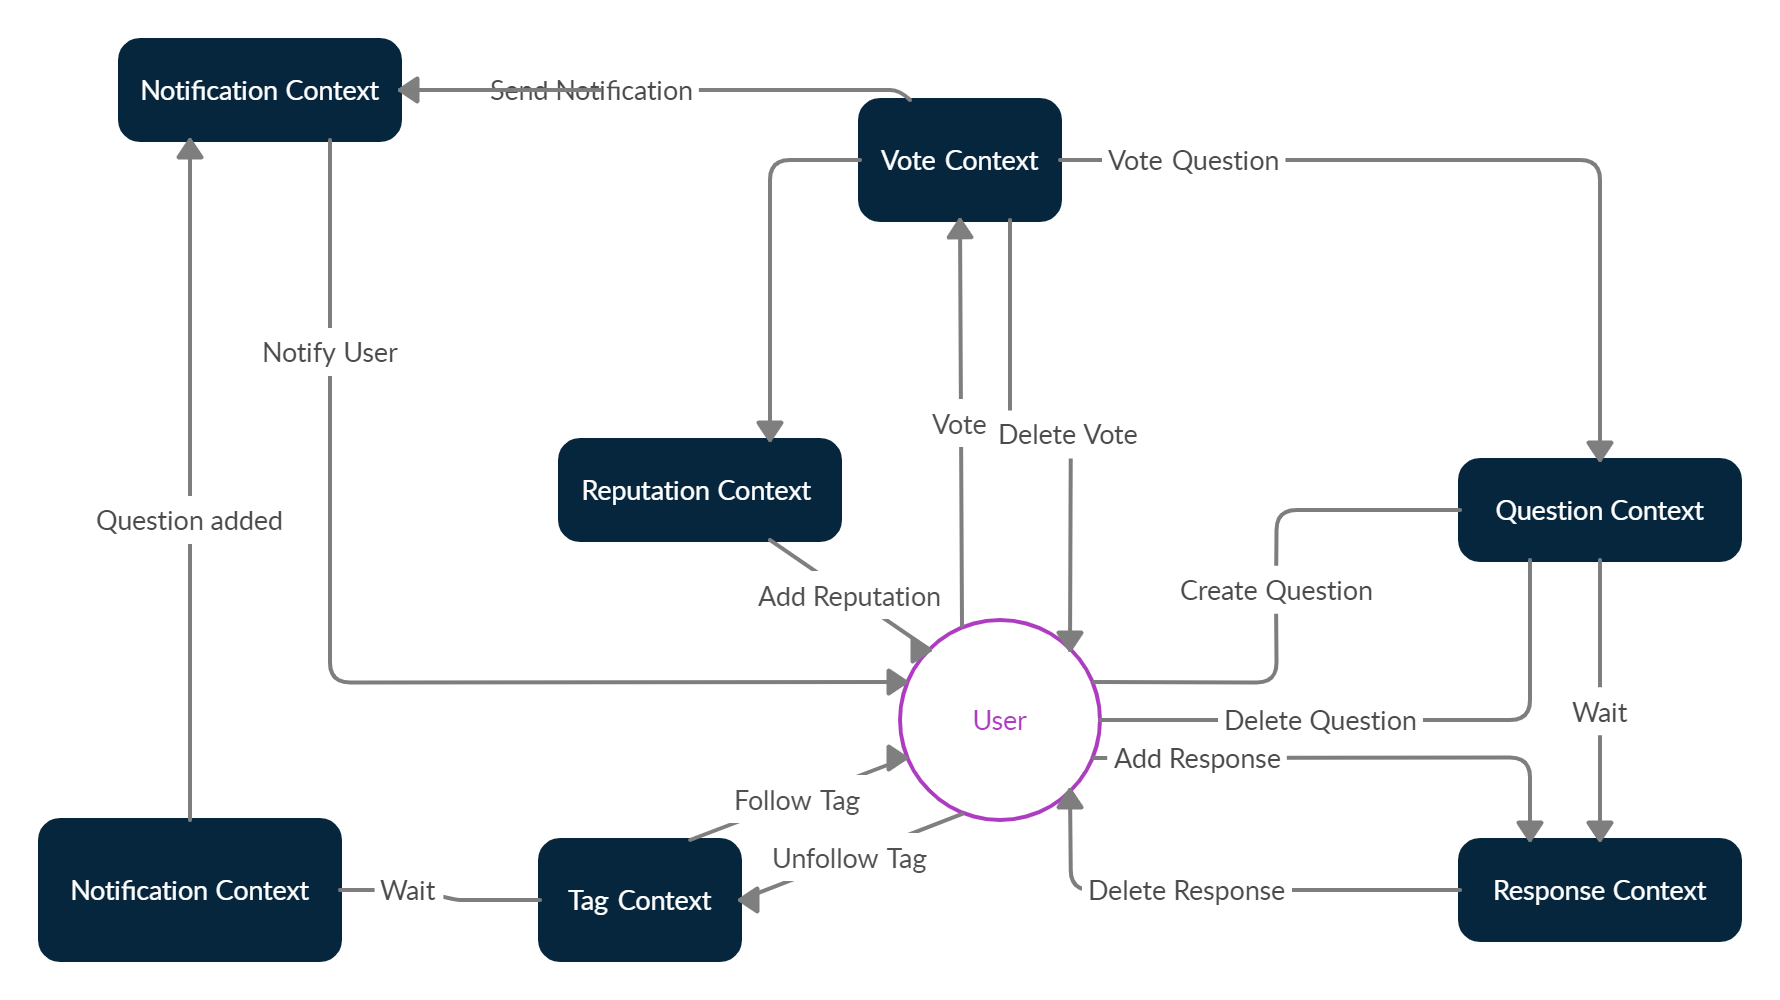 Notification Context
Send Notification
Vote Context
Vote Question
Notify User
Vote
Delete Vote
Reputation Context
Question Context
Question added
Add Reputation
Create Question
User
Delete Question
Wait
Add Response
Follow Tag
Unfollow Tag
Notification Context
Wait
Tag Context
Delete Response
Response Context